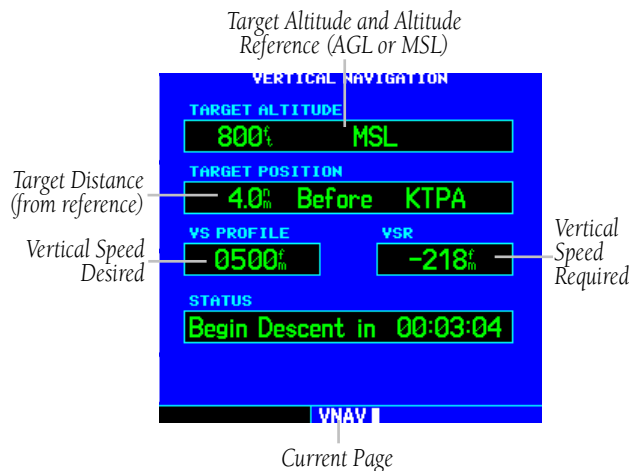 Target Altitude and Altitude
Reference (AGL or MSL)
VERTICAL NAVIGATION
TARGET ALTITUDE
800ft MSL
TARGET POSITION
Target Distance
(from reference)
4.0nm Before KTPA
VS PROFILE
VSR
Vertical Speed
Desired
0500fm
-218fm
Vertical
Speed
Required
STATUS
Begin Descent in 00:03:04
VNAV
Current Page